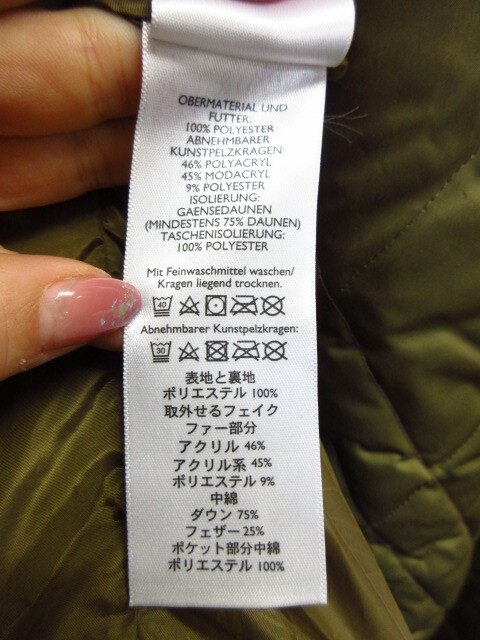 OBERMATERIAL UND
FUTTER:
100% POLYESTER
ABNEHMBARER
KUNSTPELZKRAGEN:
46% POLYACRYL
45% MODACRYL
9% POLYESTER
ISOLIERUNG:
GAENSEDAUNEN
(MINDESTENS 75% DAUNEN)
TASCHENISOLIERUNG:
100% POLYESTER
Mit Feinwaschmittel waschen/
Kragen liegend trocknen.
40
Abnehmbarer Kunstpelzkragen:
30
表地と裏地
ポリエステル 100%
取外せるフェイク
ファー部分
アクリル 46%
アクリル系 45%
ポリエステル 9%
中綿
ダウン 75%
フェザー 25%
ポケット部分中綿
ポリエステル 100%